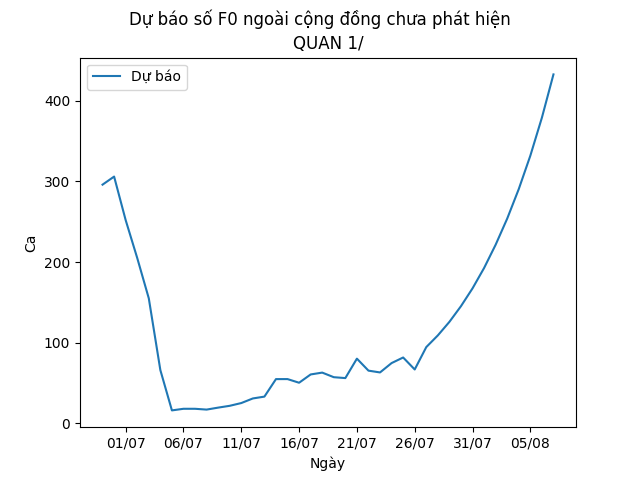 Dự báo số F0 ngoài cộng đồng chưa phát hiện
QUAN 1/
Dự báo
Ca
400
300
200
100
0
01/07 06/07 11/07 16/07 21/07 26/07 31/07 05/08
Ngày